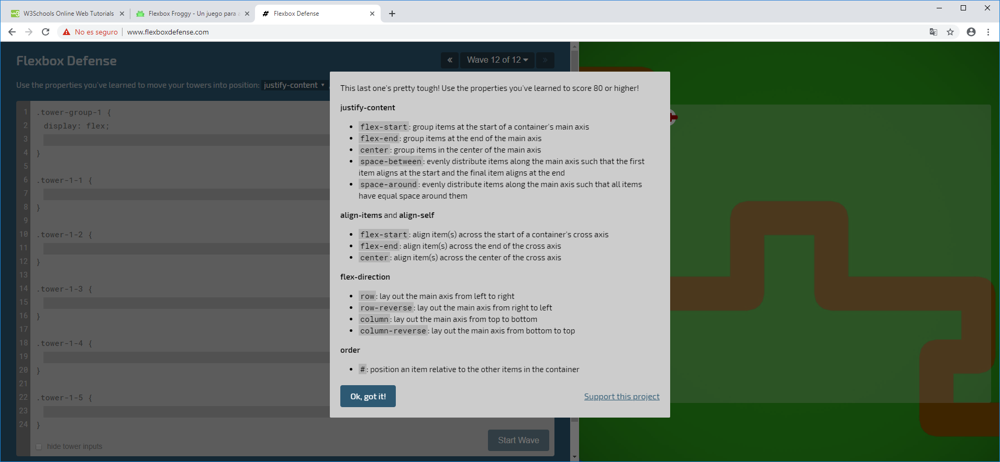 W3Schools Online Web Tutorials
Flexbox Froggy - Un juego para a
Flexbox Defense
No es seguro
www.flexboxdefense.com
Flexbox Defense
«
Wave 12 of 12
»
Use the properties you've learned to move your towers into position: justify-content
1 .tower-group-1 {
2 display: flex;
3
4 }
5
6 .tower-1-1 {
7
8 }
9
10 .tower-1-2 {
11
12 }
13
14 .tower-1-3 {
15
16 }
17
18 .tower-1-4 {
19
20 }
21
22 .tower-1-5 {
23
24 }
hide tower inputs
Start Wave
This last one's pretty tough! Use the properties you've learned to score 80 or higher!
justify-content
flex-start: group items at the start of a container's main axis
flex-end: group items at the end of the main axis
center: group items in the center of the main axis
space-between: evenly distribute items along the main axis such that the first
item aligns at the start and the final item aligns at the end
space-around: evenly distribute items along the main axis such that all items
have equal space around them
align-items and align-self
flex-start: align item(s) across the start of a container's cross axis
flex-end: align item(s) across the end of the cross axis
center: align item(s) across the center of the cross axis
flex-direction
row: lay out the main axis from left to right
row-reverse: lay out the main axis from right to left
column: lay out the main axis from top to bottom
column-reverse: lay out the main axis from bottom to top
order
#: position an item relative to the other items in the container
Ok, got it!
Support this project